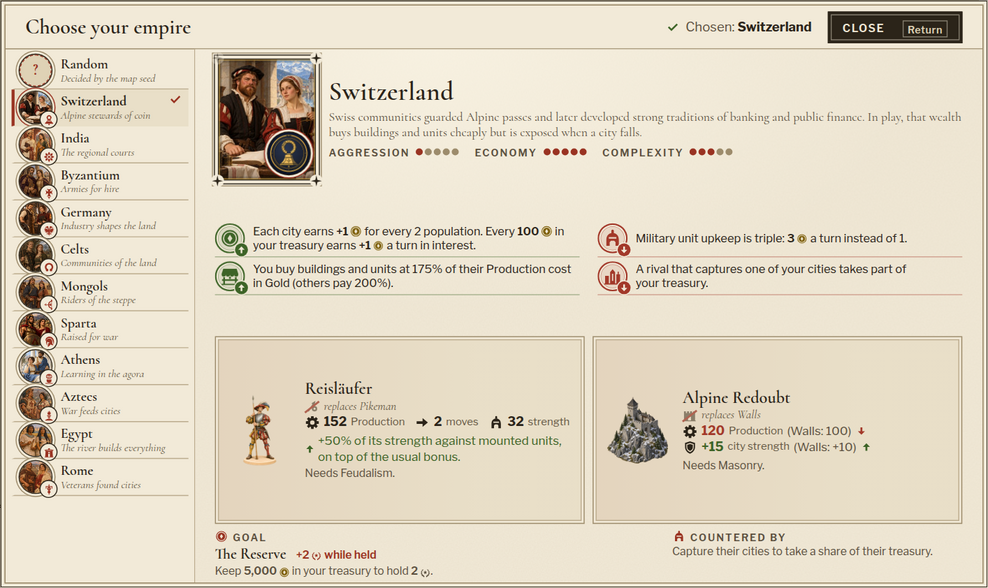 Choose your empire
✓ Chosen: Switzerland
CLOSE Return
?
Random
Decided by the map seed
Switzerland
Alpine stewards of coin
India
The regional courts
Byzantium
Armies for hire
Germany
Industry shapes the land
Celts
Communities of the land
Mongols
Riders of the steppe
Sparta
Raised for war
Athens
Learning in the agora
Aztecs
War feeds cities
Egypt
The river builds everything
Rome
Veterans found cities
Switzerland
Swiss communities guarded Alpine passes and later developed strong traditions of banking and public finance. In play, that wealth
buys buildings and units cheaply but is exposed when a city falls.
AGGRESSION ECONOMY COMPLEXITY
Each city earns +1 for every 2 population. Every 100 in
your treasury earns +1 a turn in interest.
You buy buildings and units at 175% of their Production cost
in Gold (others pay 200%).
Military unit upkeep is triple: 3 a turn instead of 1.
A rival that captures one of your cities takes part of
your treasury.
Reisläufer
replaces Pikeman
152 Production 2 moves 32 strength
+50% of its strength against mounted units,
on top of the usual bonus.
Needs Feudalism.
Alpine Redoubt
replaces Walls
120 Production (Walls: 100)
+15 city strength (Walls: +10)
Needs Masonry.
GOAL
The Reserve +2 while held
Keep 5,000 in your treasury to hold 2.
COUNTERED BY
Capture their cities to take a share of their treasury.